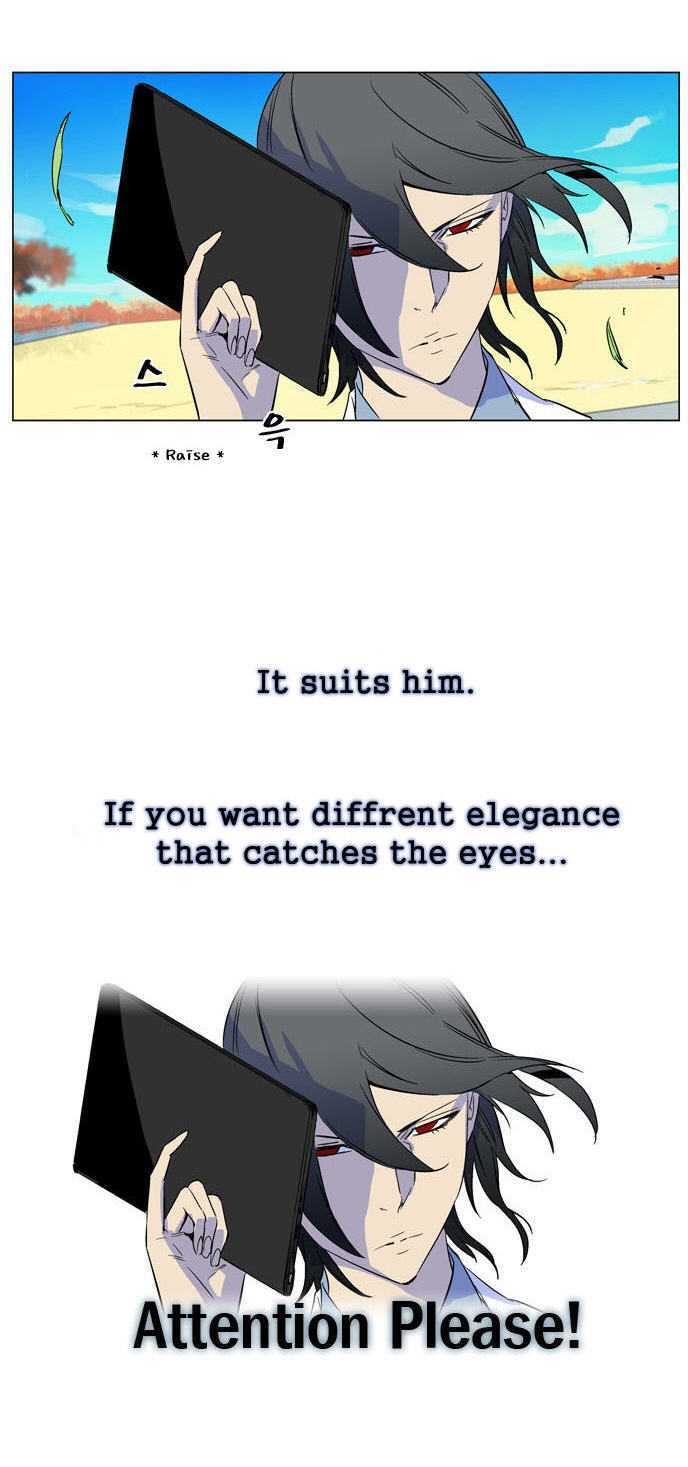 스
윽
* Raise *
It suits him.
If you want diffrent elegance
that catches the eyes...
Attention Please!